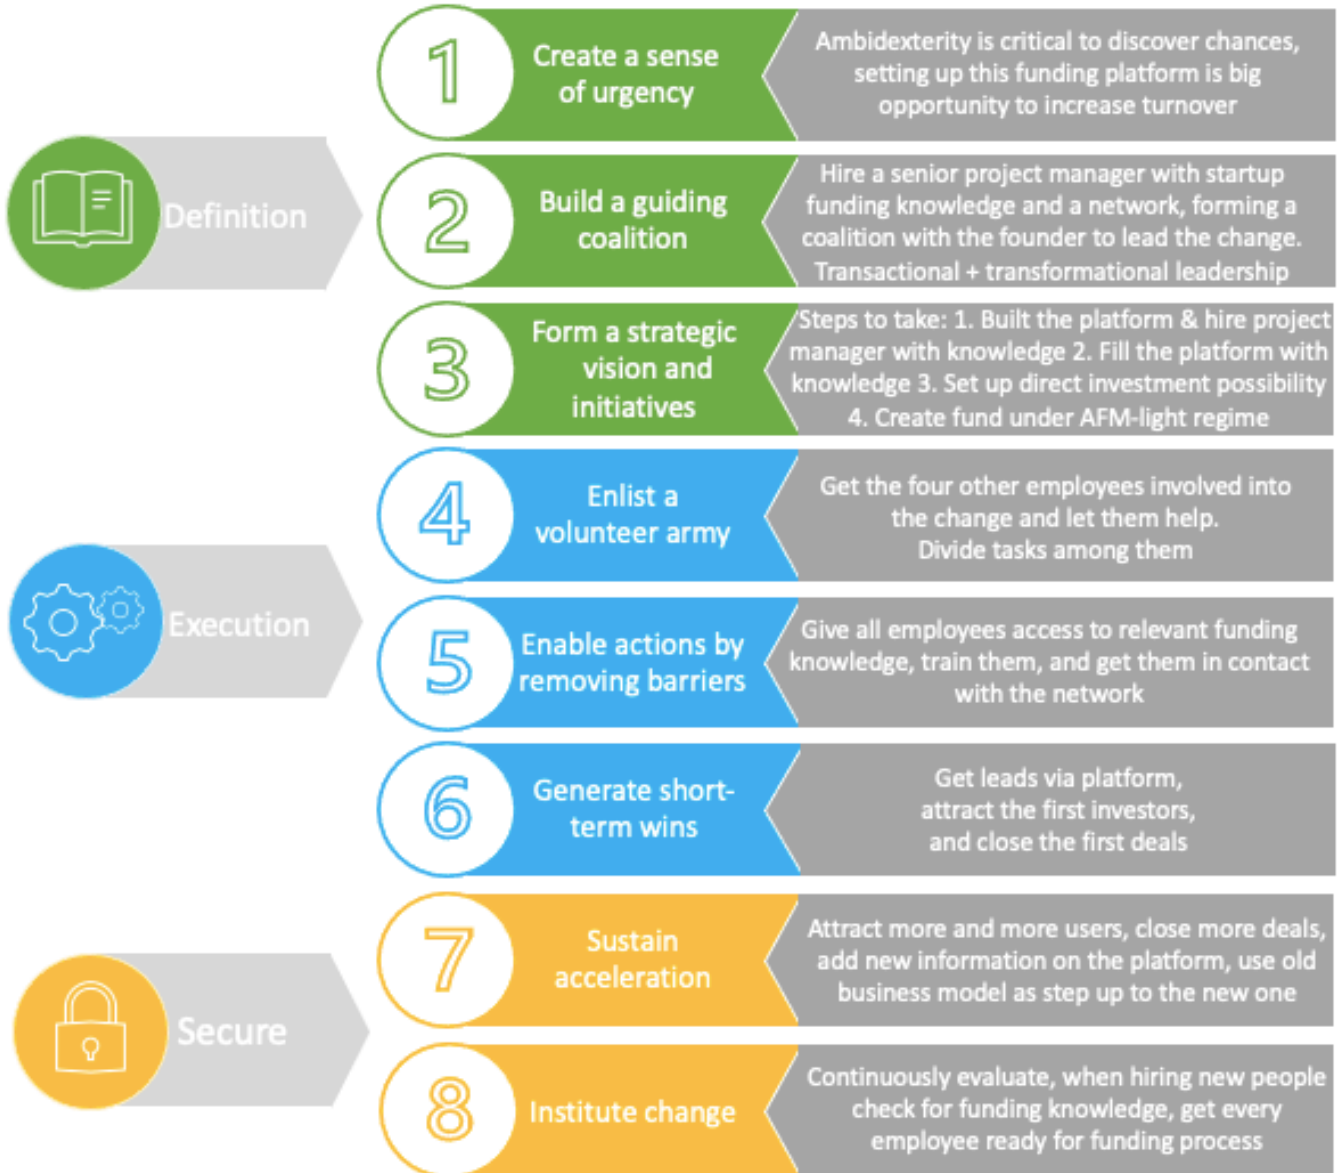 Definition
1
Create a sense
of urgency
Ambidexterity is critical to discover chances,
setting up this funding platform is big
opportunity to increase turnover
2
Build a guiding
coalition
Hire a senior project manager with startup
funding knowledge and a network, forming a
coalition with the founder to lead the change.
Transactional + transformational leadership
3
Form a strategic
vision and
initiatives
'Steps to take: 1. Built the platform & hire project
manager with knowledge 2. Fill the platform with
knowledge 3. Set up direct investment possibility
4. Create fund under AFM-light regime
Execution
4
Enlist a
volunteer army
Get the four other employees involved into
the change and let them help.
Divide tasks among them
5
Enable actions by
removing barriers
Give all employees access to relevant funding
knowledge, train them, and get them in contact
with the network
6
Generate short-
term wins
Get leads via platform,
attract the first investors,
and close the first deals
Secure
7
Sustain
acceleration
Attract more and more users, close more deals,
add new information on the platform, use old
business model as step up to the new one
8
Institute change
Continuously evaluate, when hiring new people
check for funding knowledge, get every
employee ready for funding process